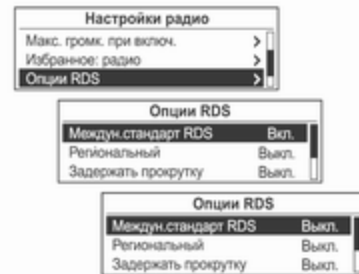 Настройки радио
Макс. громк. при включ. >
Избранное: радио >
Опции RDS >
Опции RDS
Междун.стандарт RDS Вкл.
Региональный Выкл.
Задержать прокрутку Выкл.
Опции RDS
Междун.стандарт RDS Выкл.
Региональный Выкл.
Задержать прокрутку Выкл.